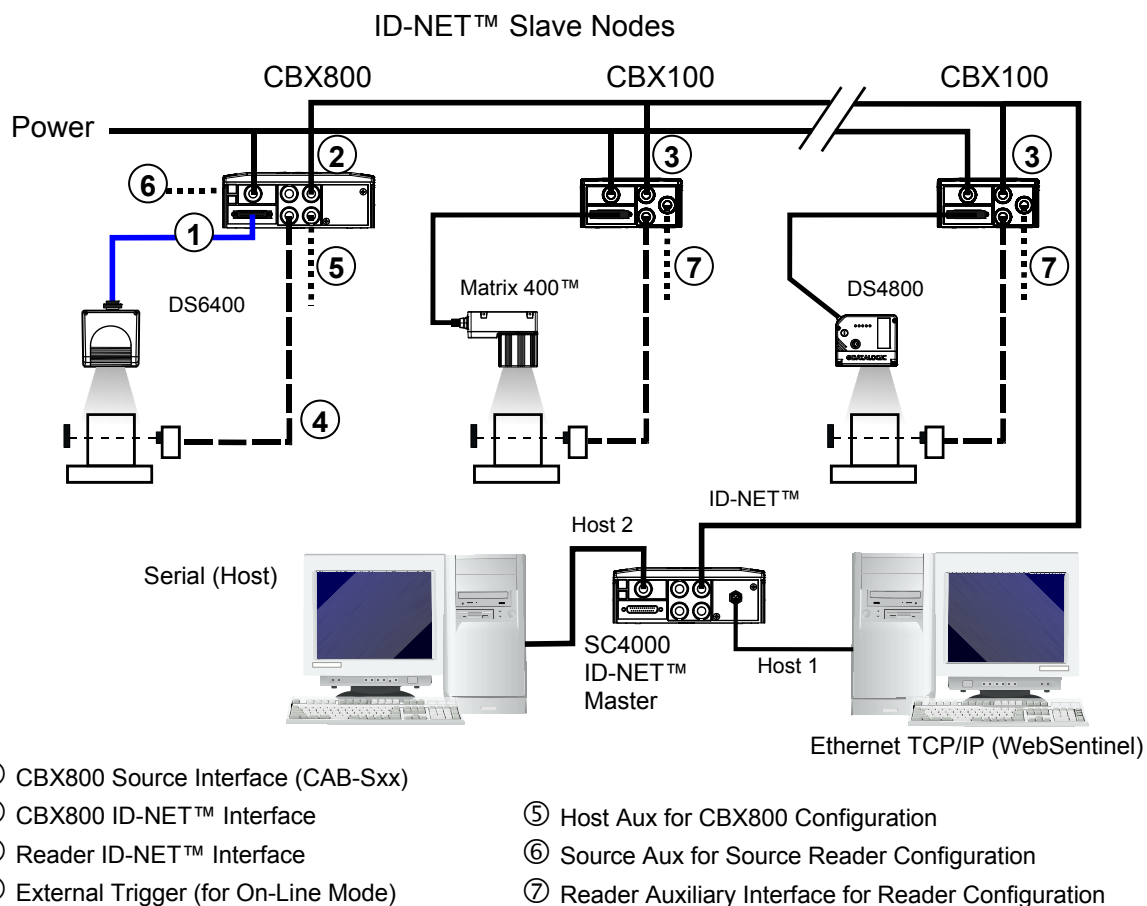 ID-NET™ Slave Nodes
CBX800
CBX100
CBX100
Power
2
3
3
6
1
5
7
7
DS6400
Matrix 400™
DS4800
DATALOGIC
4
ID-NET™
Host 2
Serial (Host)
SC4000
ID-NET™
Master
Host 1
Ethernet TCP/IP (WebSentinel)
CBX800 Source Interface (CAB-Sxx)
CBX800 ID-NET™ Interface
⑤ Host Aux for CBX800 Configuration
Reader ID-NET™ Interface
⑥ Source Aux for Source Reader Configuration
External Trigger (for On-Line Mode)
⑦ Reader Auxiliary Interface for Reader Configuration